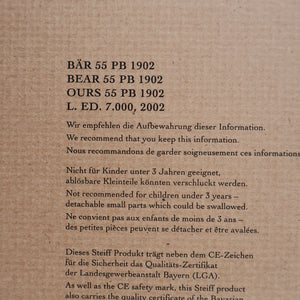 BÄR 55 PB 1902
BEAR 55 PB 1902
OURS 55 PB 1902
L. ED. 7.000, 2002
Wir empfehlen die Aufbewahrung dieser Information.
We recommend that you keep this information.
Nous recommandons de garder soigneusement ces informations
Nicht für Kinder unter 3 Jahren geeignet,
ablösbare Kleinteile könnten verschluckt werden.
Not recommended for children under 3 years –
detachable small parts which could be swallowed.
Ne convient pas aux enfants de moins de 3 ans –
des petites pièces peuvent se détacher et être avalées.
Dieses Steiff Produkt trägt neben dem CE-Zeichen
für die Sicherheit das Qualitäts-Zertifikat
der Landesgewerbeanstalt Bayern (LGA).
As well as the CE safety mark, this Steiff product
also carries the quality certificate of the Bavarian